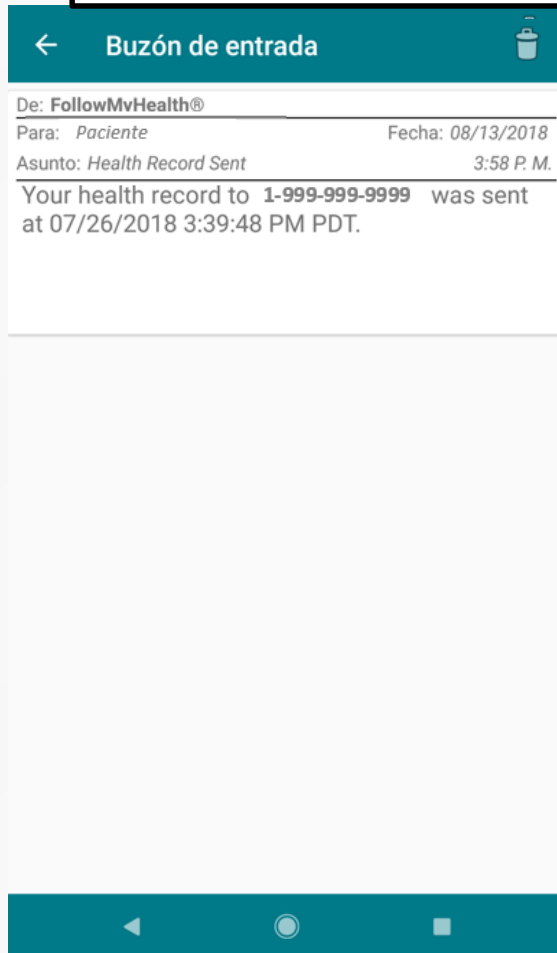 Buzón de entrada
De: FollowMyHealth®
Para: Paciente Fecha: 08/13/2018
Asunto: Health Record Sent 3:58 P. M.
Your health record to 1-999-999-9999 was sent
at 07/26/2018 3:39:48 PM PDT.